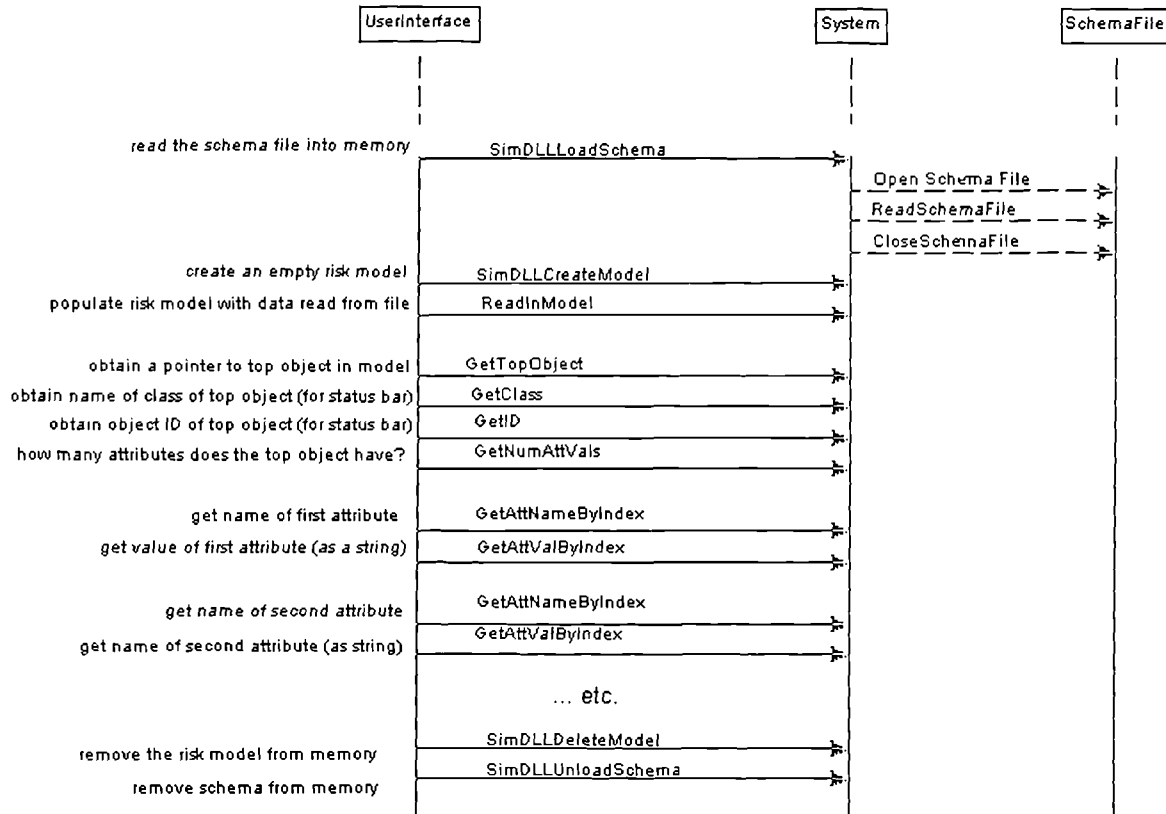 UserInterface
System
SchemaFile
read the schema file into memory
SimDLLLoadSchema
Open Schema File
ReadSchemaFile
CloseSchemaFile
create an empty risk model
SimDLLCreateModel
populate risk model with data read from file
ReadInModel
obtain a pointer to top object in model
GetTopObject
obtain name of class of top object (for status bar)
GetClass
obtain object ID of top object (for status bar)
GetID
how many attributes does the top object have?
GetNumAttVals
get name of first attribute
GetAttNameByIndex
get value of first attribute (as a string)
GetAttValByIndex
get name of second attribute
GetAttNameByIndex
get name of second attribute (as string)
GetAttValByIndex
... etc.
remove the risk model from memory
SimDLLDeleteModel
remove schema from memory
SimDLLUnloadSchema